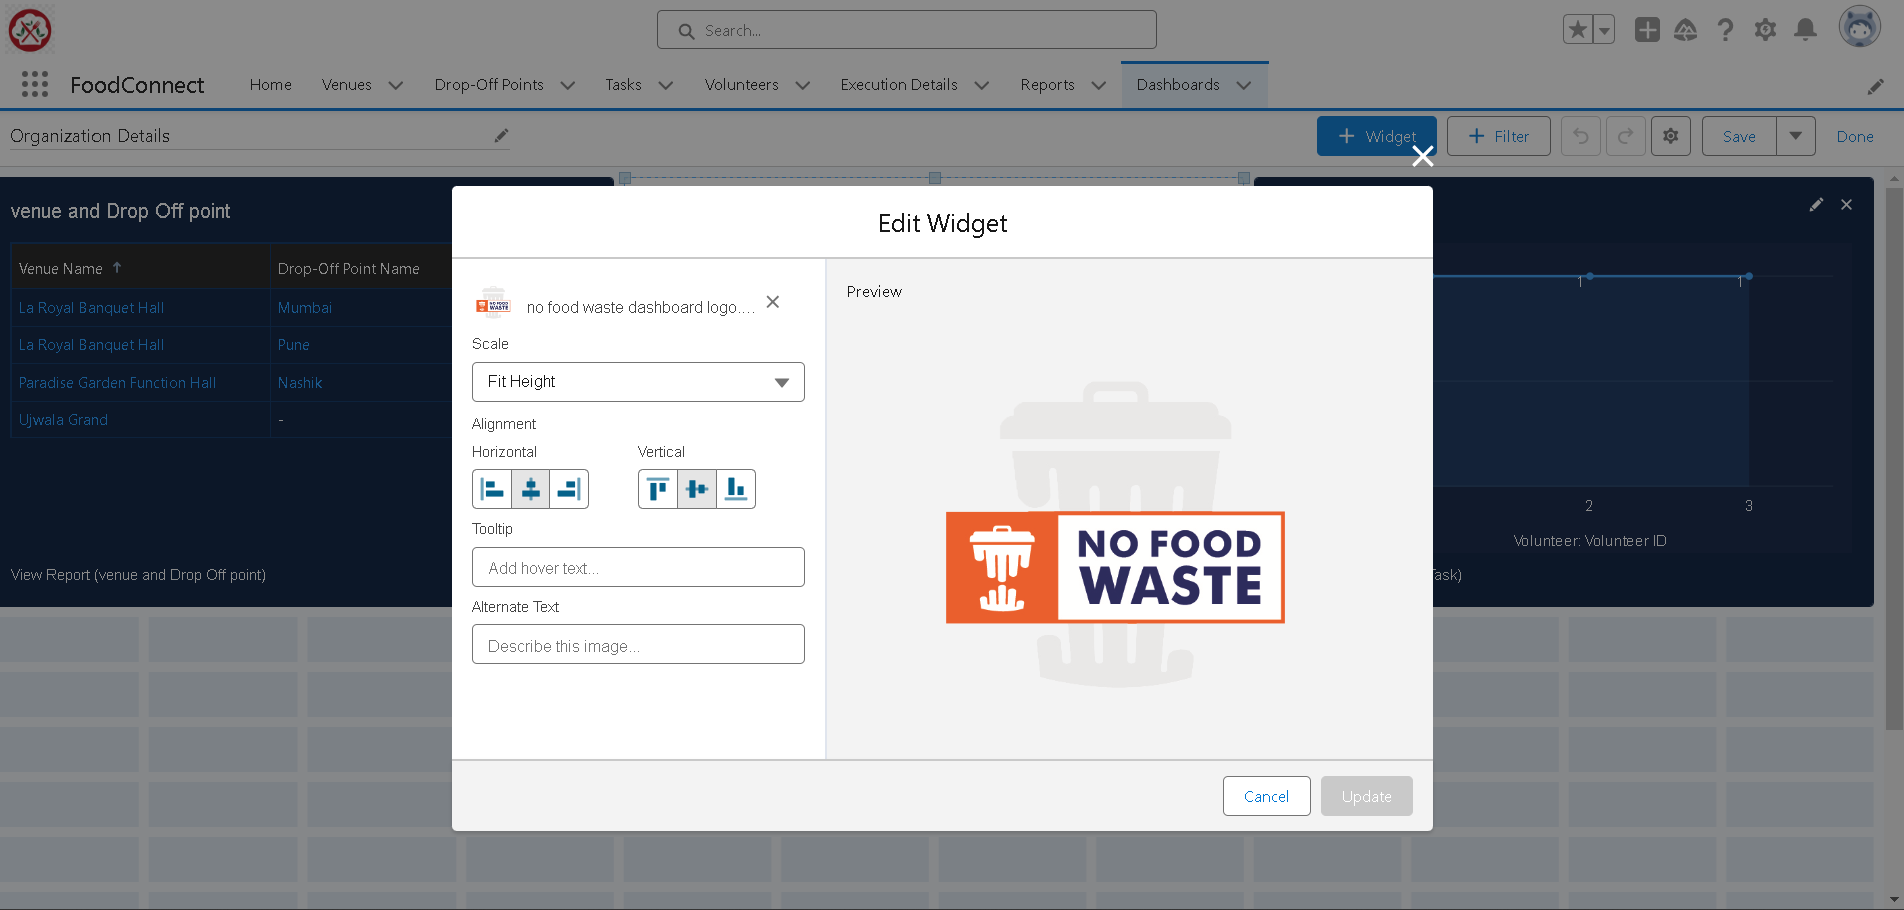 Search...
FoodConnect
Home
Venues
Drop-Off Points
Tasks
Volunteers
Execution Details
Reports
Dashboards
Organization Details
+ Widget
+ Filter
Save
Done
venue and Drop Off point
Venue Name ↑
Drop-Off Point Name
La Royal Banquet Hall
Mumbai
La Royal Banquet Hall
Pune
Paradise Garden Function Hall
Nashik
Ujwala Grand
-
View Report (venue and Drop Off point)
Edit Widget
NO FOOD
WASTE
no food waste dashboard logo....
Scale
Fit Height
Alignment
Horizontal
Vertical
Tooltip
Add hover text...
Alternate Text
Describe this image...
Preview
NO FOOD
WASTE
Cancel
Update
1
1
2
3
Volunteer: Volunteer ID
Task)